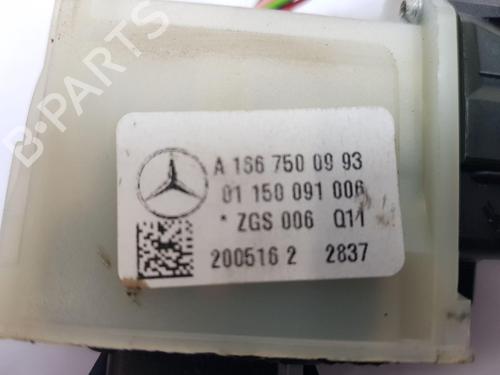 B-PARTS
A 166 750 09 93
01 150 091 006
* ZGS 006 Q11
200516 2 2837